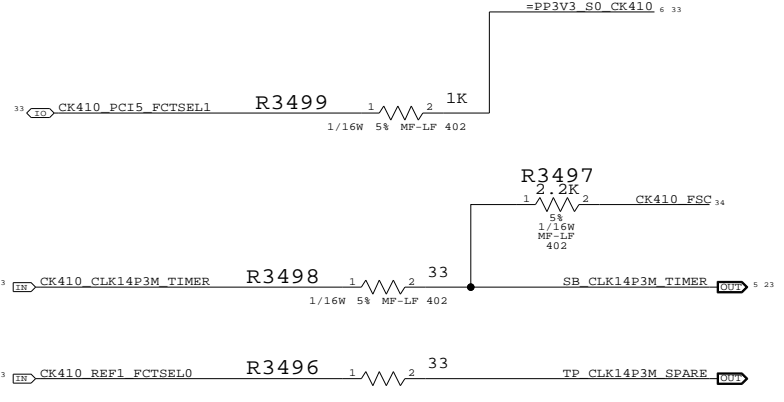 =PP3V3_S0_CK410 6 33
33 IO CK410_PCI5_FCTSEL1 R3499 1 2 1K
1/16W 5% MF-LF 402
R3497
2.2K
1 2 CK410_FSC 34
5%
1/16W
MF-LF
402
3 IN CK410_CLK14P3M_TIMER R3498 1 2 33 SB_CLK14P3M_TIMER OUT 5 23
1/16W 5% MF-LF 402
3 IN CK410_REF1_FCTSEL0 R3496 1 2 33 TP_CLK14P3M_SPARE OUT